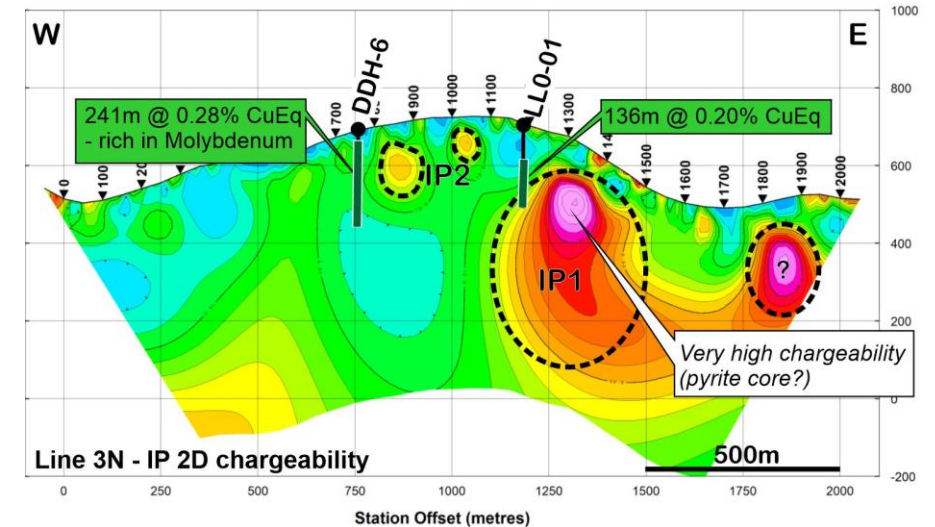 W
E
1000
800
600
400
200
0
-200
DDH-6
LL0-01
241m @ 0.28% CuEq
- rich in Molybdenum
136m @ 0.20% CuEq
0
100
200
700
900
1000
1100
1300
1500
1600
1700
1800
1900
2000
IP2
IP1
?
Very high chargeability
(pyrite core?)
Line 3N - IP 2D chargeability
500m
0
250
500
750
1000
1250
1500
1750
2000
Station Offset (metres)